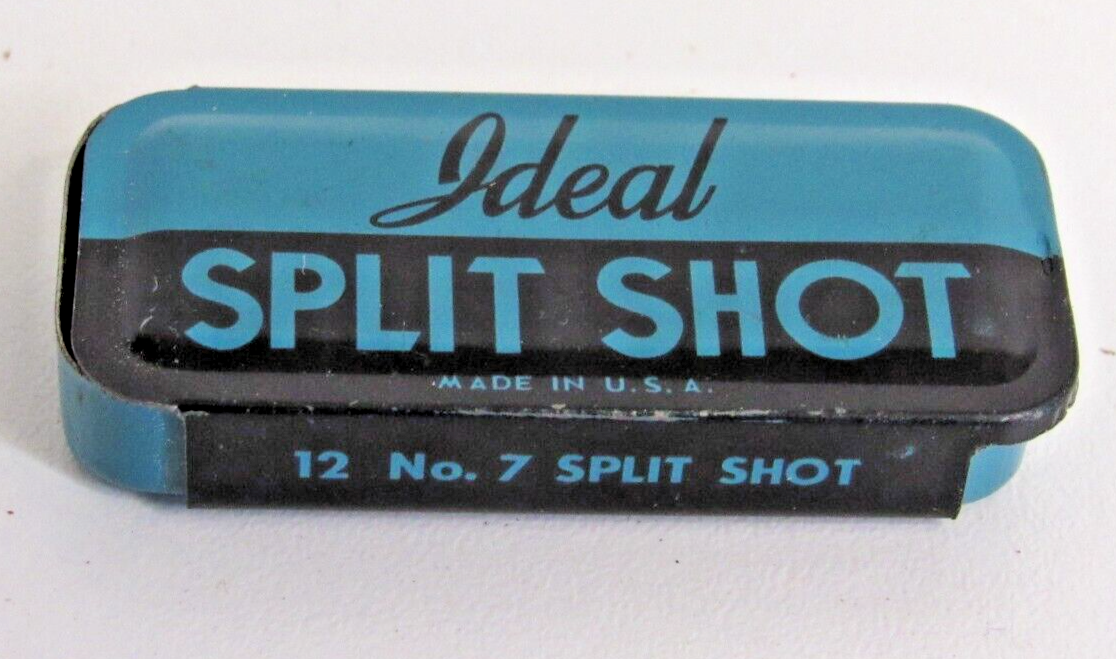 Ideal
SPLIT SHOT
MADE IN U.S.A.
12 No. 7 SPLIT SHOT